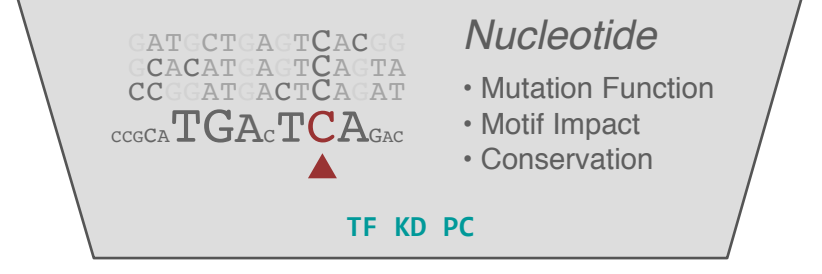 GATGCTGAGTCACGG
GCACATGAGTCAGTA
CCGGATGACTCAGAT
CCGCATGACTCAGAC
Nucleotide
• Mutation Function
• Motif Impact
• Conservation
TF KD PC